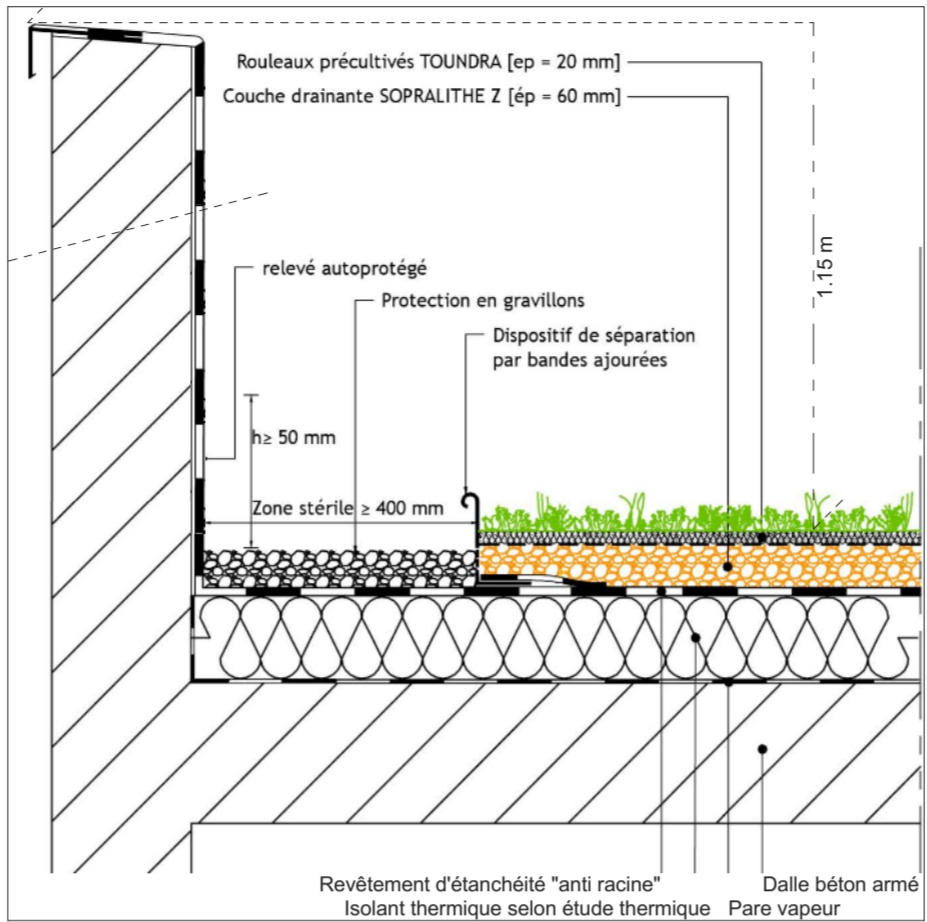 Rouleaux précultivés TOUNDRA [ep = 20 mm]
Couche drainante SOPRALITHE Z [ép = 60 mm]
1.15 m
relevé autoprotégé
Protection en gravillons
Dispositif de séparation
par bandes ajourées
h≥ 50 mm
Zone stérile ≥ 400 mm
Revêtement d'étanchéité "anti racine"
Dalle béton armé
Isolant thermique selon étude thermique
Pare vapeur